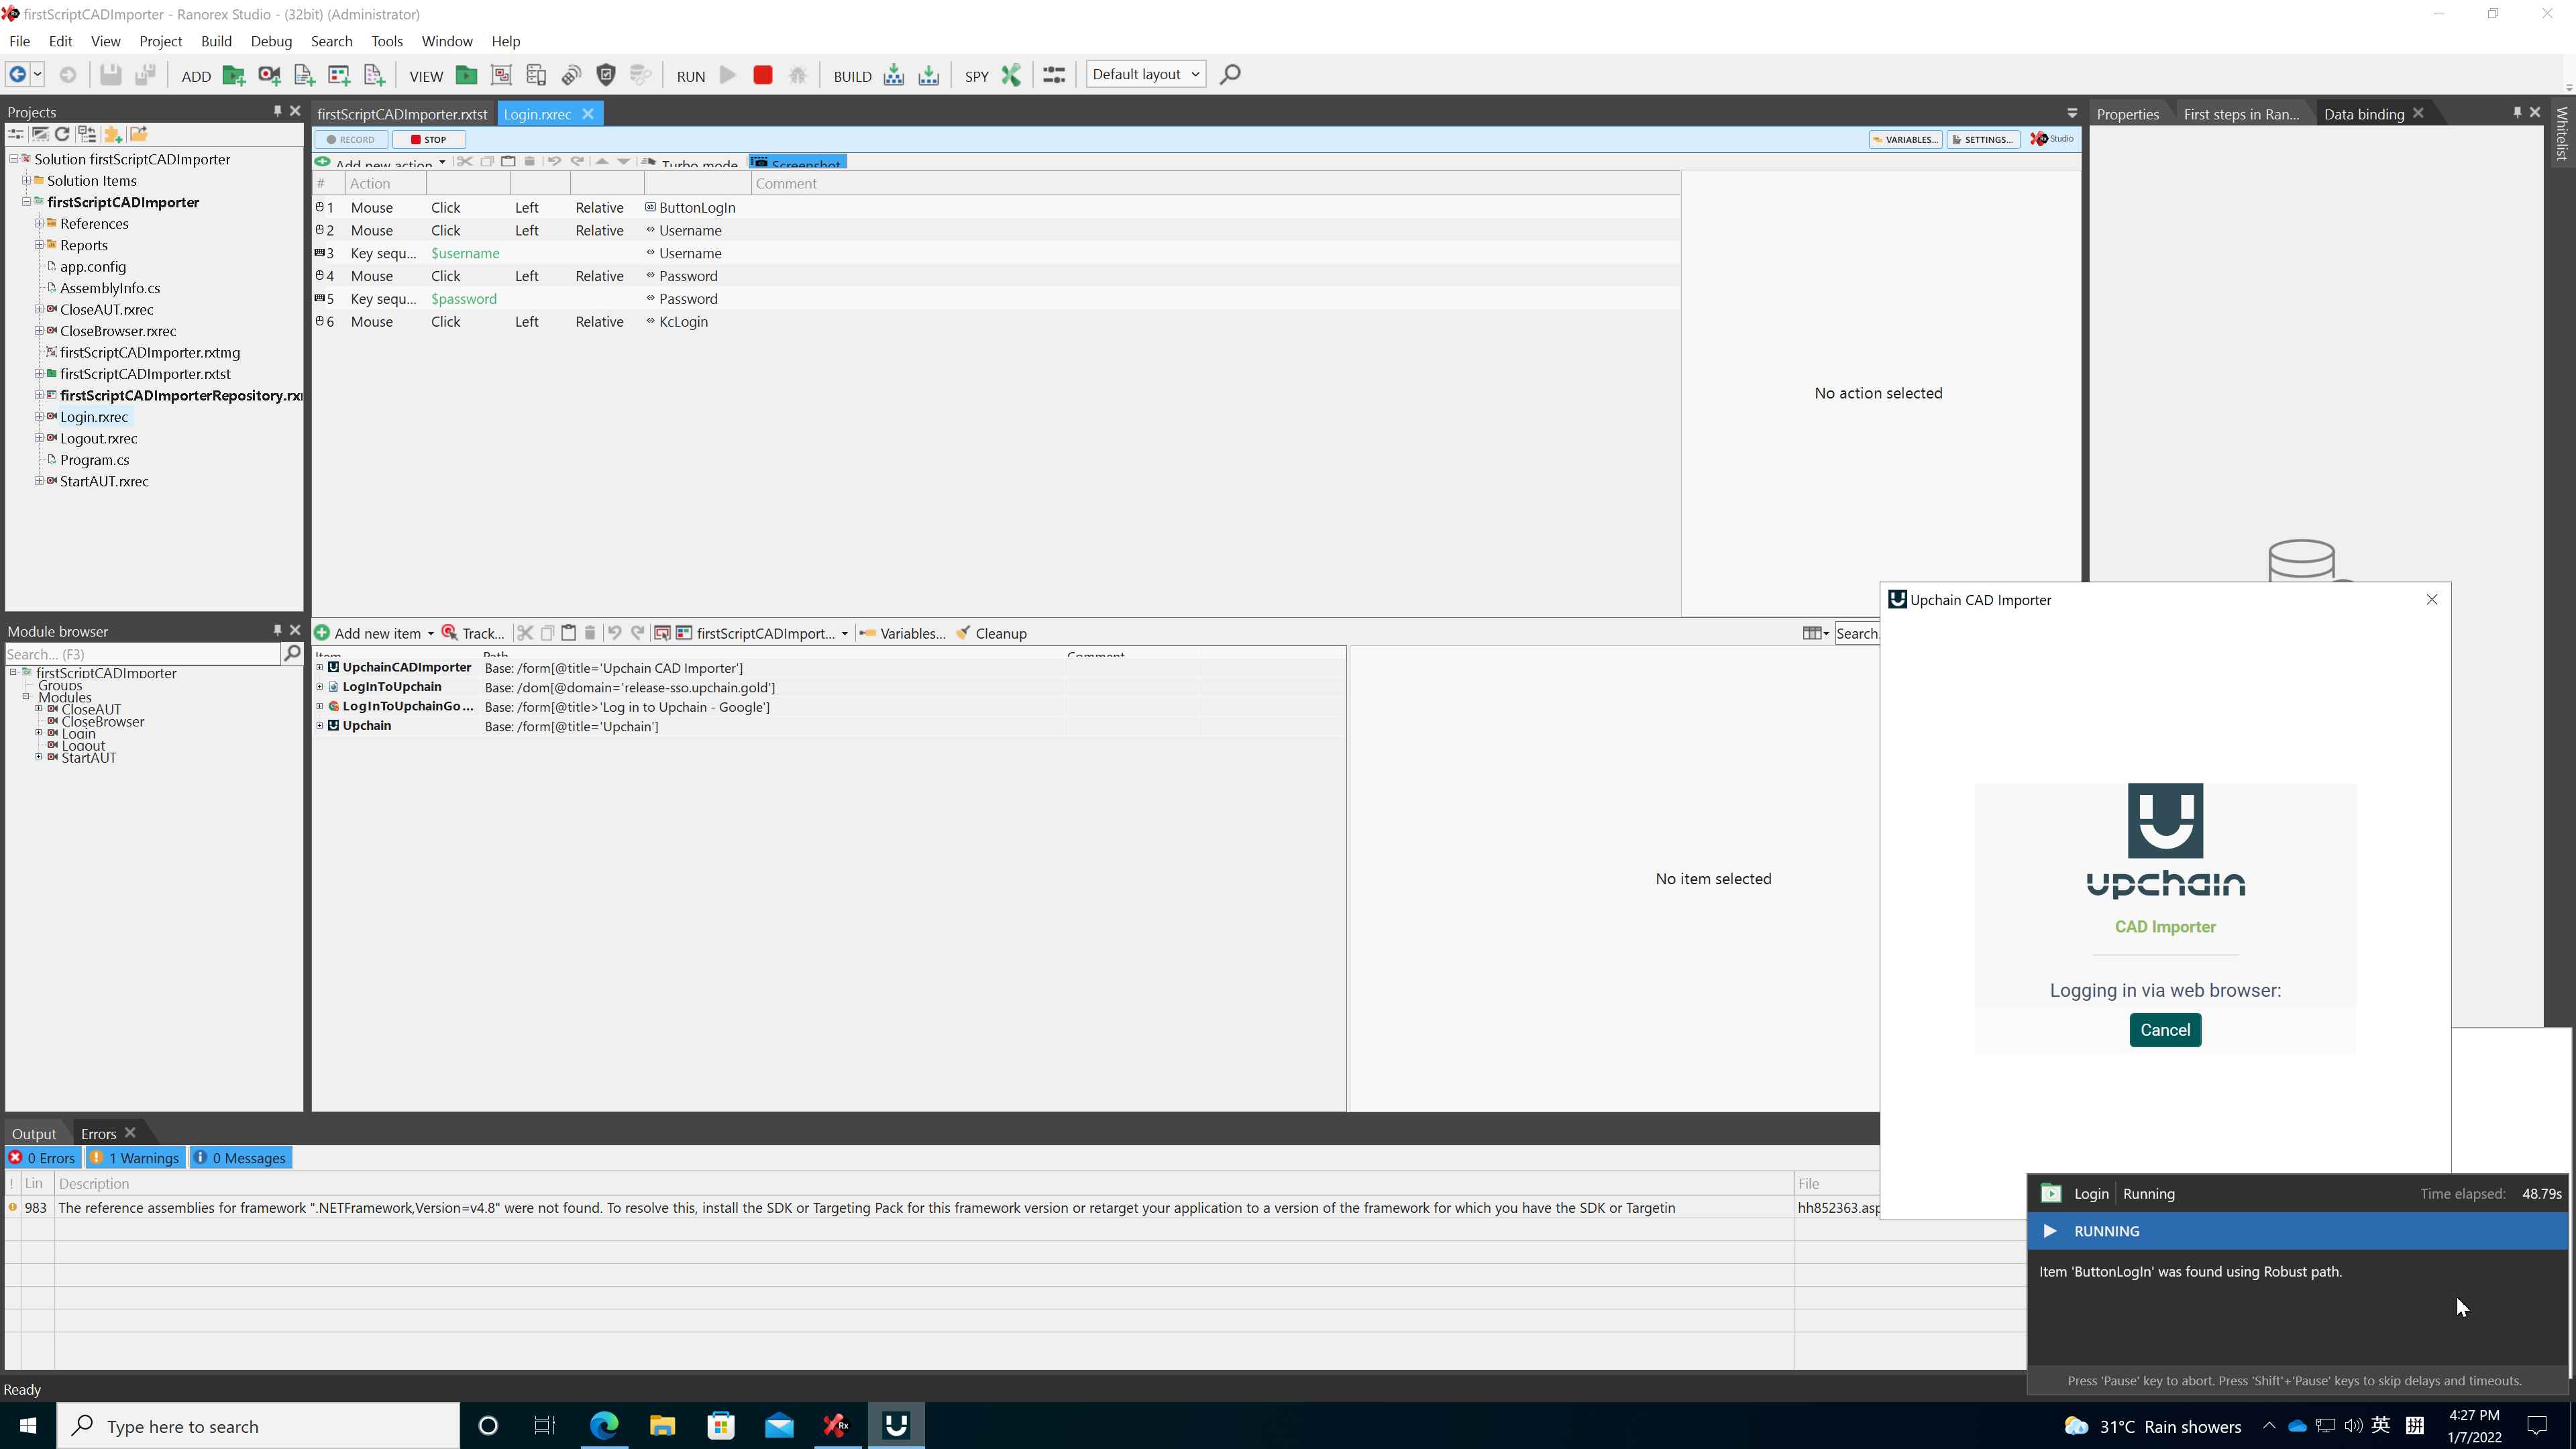 firstScriptCADImporter - Ranorex Studio - (32bit) (Administrator)
File Edit View Project Build Debug Search Tools Window Help
ADD VIEW RUN BUILD SPY Default layout
Projects
Solution firstScriptCADImporter
Solution Items
firstScriptCADImporter
References
Reports
app.config
AssemblyInfo.cs
CloseAUT.rxrec
CloseBrowser.rxrec
firstScriptCADImporter.rxtmg
firstScriptCADImporter.rxtst
firstScriptCADImporterRepository.rx
Login.rxrec
Logout.rxrec
Program.cs
StartAUT.rxrec
Module browser
Search... (F3)
firstScriptCADImporter
Groups
Modules
CloseAUT
CloseBrowser
Login
Logout
StartAUT
firstScriptCADImporter.rxtst Login.rxrec
RECORD STOP VARIABLES... SETTINGS... Studio
Add new action Turbo mode Screenshot
# Action Comment
1 Mouse Click Left Relative ButtonLogIn
2 Mouse Click Left Relative Username
3 Key sequ... $username Username
4 Mouse Click Left Relative Password
5 Key sequ... $password Password
6 Mouse Click Left Relative KcLogin
No action selected
Add new item Track... firstScriptCADImport... Variables... Cleanup Search
Item Path Comment
UpchainCADImporter Base: /form[@title='Upchain CAD Importer']
LogInToUpchain Base: /dom[@domain='release-sso.upchain.gold']
LogInToUpchainGo... Base: /form[@title>'Log in to Upchain - Google']
Upchain Base: /form[@title='Upchain']
No item selected
Properties First steps in Ran... Data binding
Whitelist
Upchain CAD Importer
upchain
CAD Importer
Logging in via web browser:
Cancel
Output Errors
0 Errors 1 Warnings 0 Messages
! Lin Description File
983 The reference assemblies for framework ".NETFramework,Version=v4.8" were not found. To resolve this, install the SDK or Targeting Pack for this framework version or retarget your application to a version of the framework for which you have the SDK or Targetin hh852363.asp
Login Running Time elapsed: 48.79s
RUNNING
Item 'ButtonLogIn' was found using Robust path.
Press 'Pause' key to abort. Press 'Shift'+'Pause' keys to skip delays and timeouts.
Ready
Type here to search
Rx
31°C Rain showers
英
拼
4:27 PM
1/7/2022